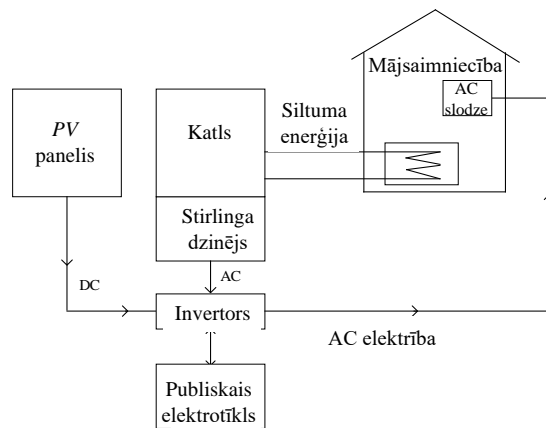 Mājsaimniecība
AC
slodze
PV
panelis
Katls
Siltuma
enerģija
Stirlinga
dzinējs
DC
AC
Invertors
AC elektrība
Publiskais
elektrotīkls